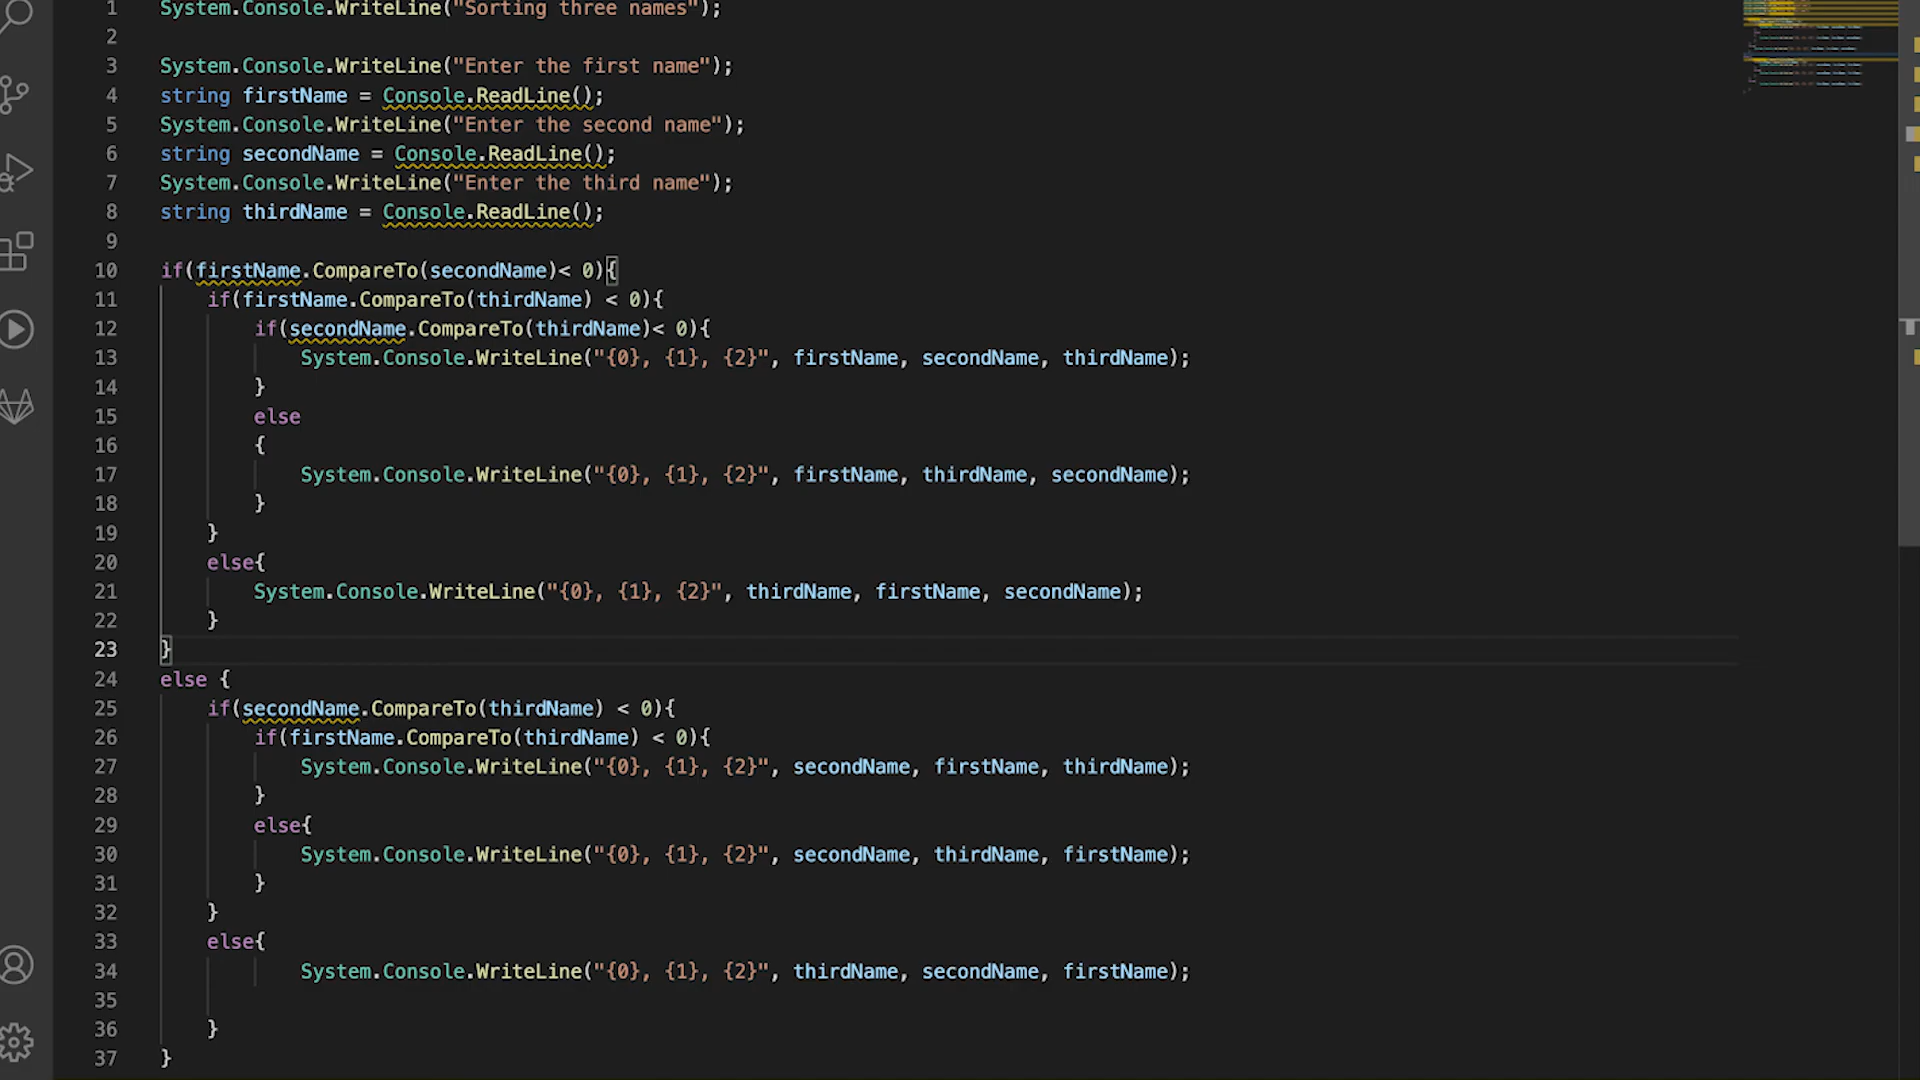 1 System.Console.WriteLine("Sorting three names");
2
3 System.Console.WriteLine("Enter the first name");
4 string firstName = Console.ReadLine();
5 System.Console.WriteLine("Enter the second name");
6 string secondName = Console.ReadLine();
7 System.Console.WriteLine("Enter the third name");
8 string thirdName = Console.ReadLine();
9
10 if(firstName.CompareTo(secondName)< 0){
11     if(firstName.CompareTo(thirdName) < 0){
12         if(secondName.CompareTo(thirdName)< 0){
13             System.Console.WriteLine("{0}, {1}, {2}", firstName, secondName, thirdName);
14         }
15         else
16         {
17             System.Console.WriteLine("{0}, {1}, {2}", firstName, thirdName, secondName);
18         }
19     }
20     else{
21         System.Console.WriteLine("{0}, {1}, {2}", thirdName, firstName, secondName);
22     }
23 }
24 else {
25     if(secondName.CompareTo(thirdName) < 0){
26         if(firstName.CompareTo(thirdName) < 0){
27             System.Console.WriteLine("{0}, {1}, {2}", secondName, firstName, thirdName);
28         }
29         else{
30             System.Console.WriteLine("{0}, {1}, {2}", secondName, thirdName, firstName);
31         }
32     }
33     else{
34             System.Console.WriteLine("{0}, {1}, {2}", thirdName, secondName, firstName);
35
36     }
37 }